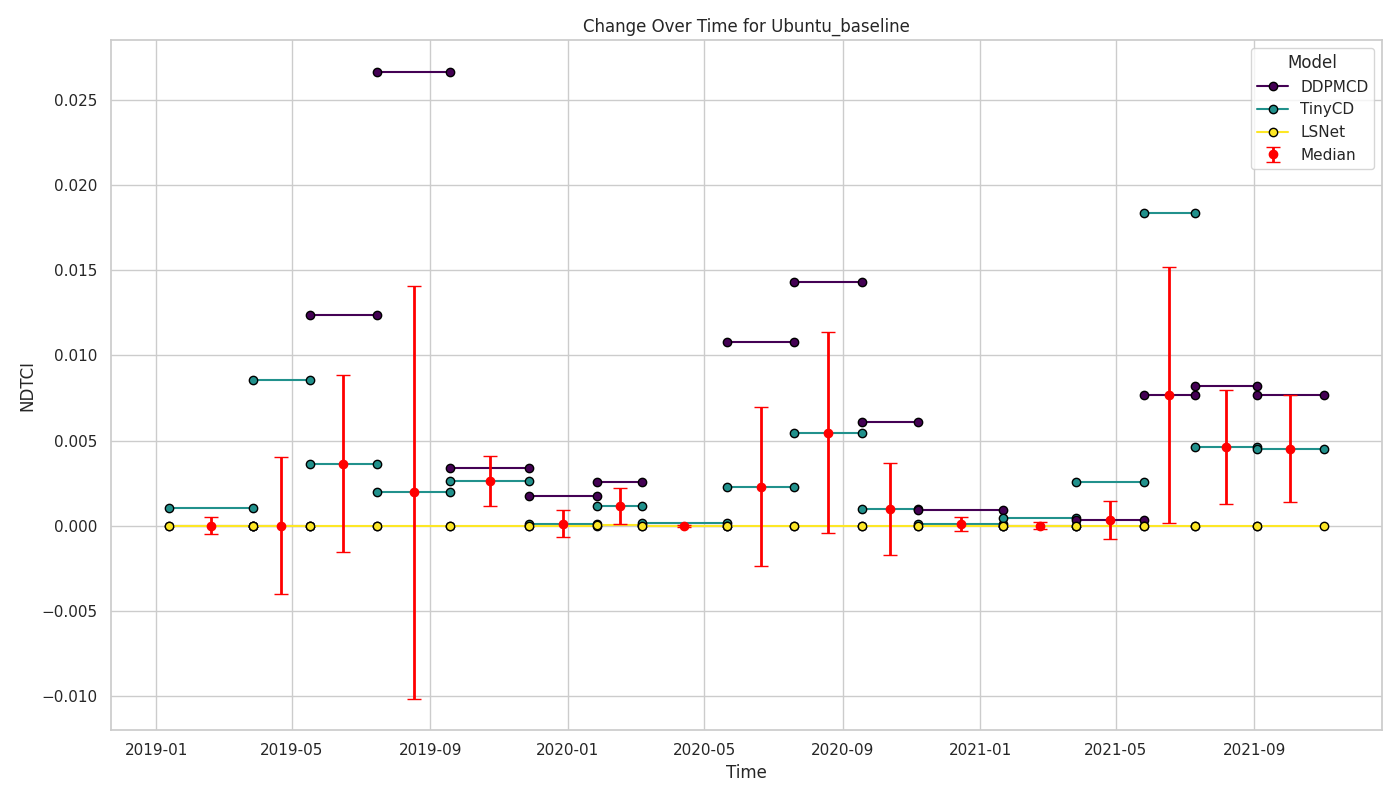 Change Over Time for Ubuntu_baseline
Model
DDPMCD
TinyCD
LSNet
Median
NDTCI
0.025
0.020
0.015
0.010
0.005
0.000
−0.005
−0.010
2019-01
2019-05
2019-09
2020-01
2020-05
2020-09
2021-01
2021-05
2021-09
Time